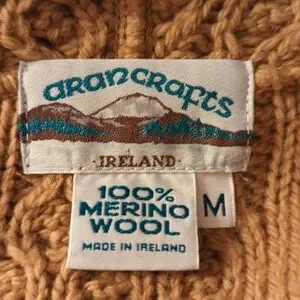 arancrafts
· IRELAND ·
100%
MERINO
WOOL
MADE IN IRELAND
M